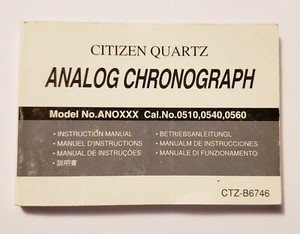 CITIZEN QUARTZ
ANALOG CHRONOGRAPH
Model No.ANOXXX Cal.No.0510,0540,0560
• INSTRUCTION MANUAL
• MANUEL D'INSTRUCTIONS
• MANUAL DE INSTRUÇÕES
• 説明書
• BETRIEBSANLEITUNGL
• MANUALM DE INSTRUCCIONES
• MANUALE DI FUNZIONAMENTO
CTZ-B6746